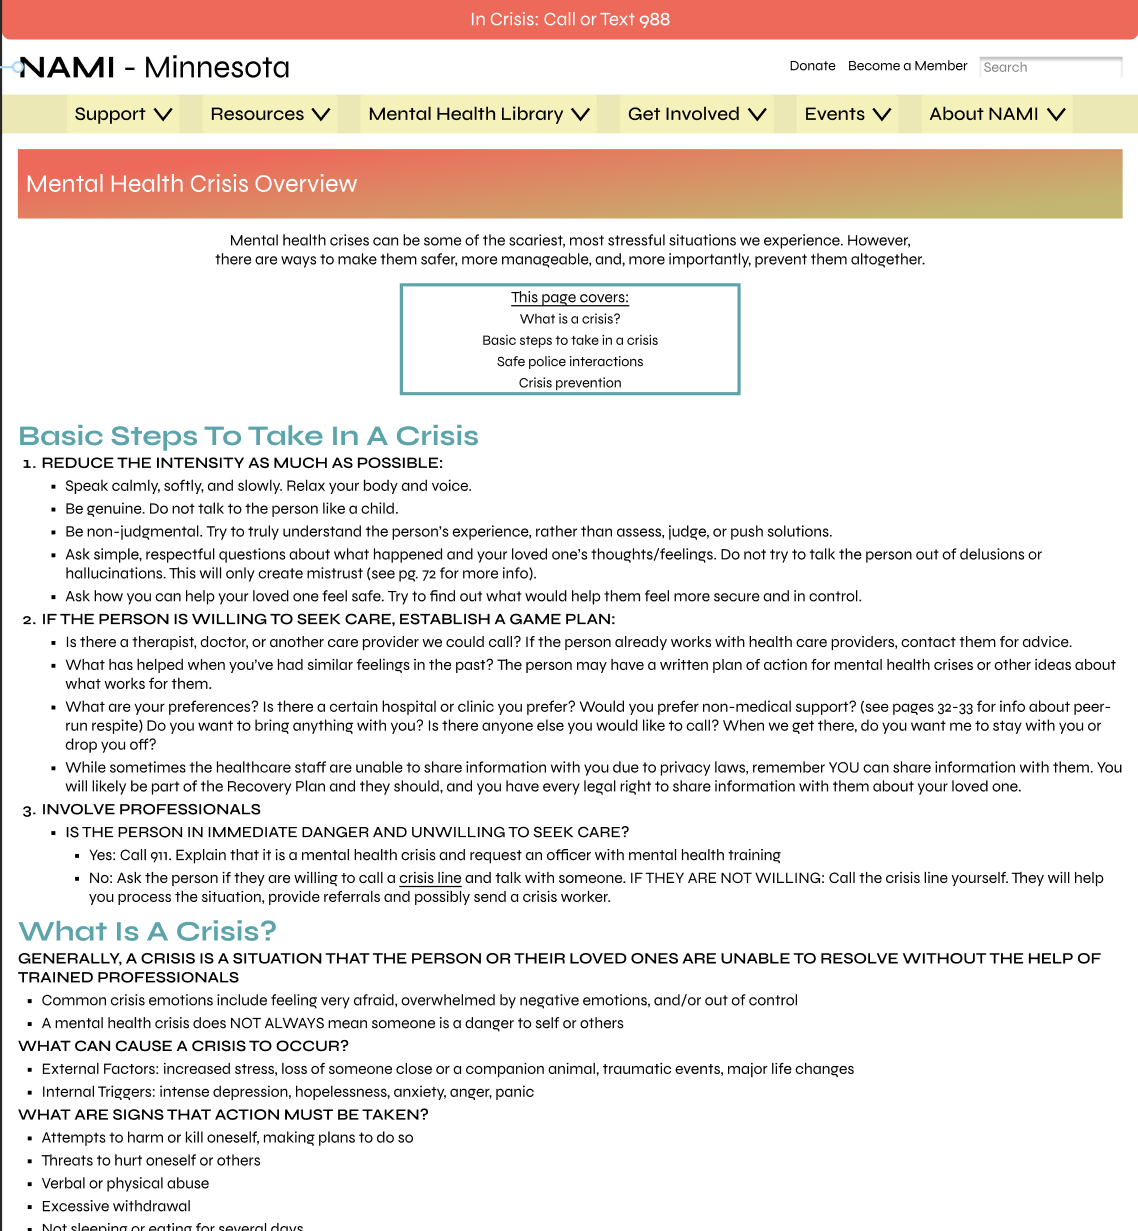 In Crisis: Call or Text 988
NAMI - Minnesota
Donate Become a Member Search
Support Resources Mental Health Library Get Involved Events About NAMI
Mental Health Crisis Overview
Mental health crises can be some of the scariest, most stressful situations we experience. However,
there are ways to make them safer, more manageable, and, more importantly, prevent them altogether.
This page covers:
What is a crisis?
Basic steps to take in a crisis
Safe police interactions
Crisis prevention
Basic Steps To Take In A Crisis
1. REDUCE THE INTENSITY AS MUCH AS POSSIBLE:
▪ Speak calmly, softly, and slowly. Relax your body and voice.
▪ Be genuine. Do not talk to the person like a child.
▪ Be non-judgmental. Try to truly understand the person's experience, rather than assess, judge, or push solutions.
▪ Ask simple, respectful questions about what happened and your loved one's thoughts/feelings. Do not try to talk the person out of delusions or
hallucinations. This will only create mistrust (see pg. 72 for more info).
▪ Ask how you can help your loved one feel safe. Try to find out what would help them feel more secure and in control.
2. IF THE PERSON IS WILLING TO SEEK CARE, ESTABLISH A GAME PLAN:
▪ Is there a therapist, doctor, or another care provider we could call? If the person already works with health care providers, contact them for advice.
▪ What has helped when you've had similar feelings in the past? The person may have a written plan of action for mental health crises or other ideas about
what works for them.
▪ What are your preferences? Is there a certain hospital or clinic you prefer? Would you prefer non-medical support? (see pages 32-33 for info about peer-
run respite) Do you want to bring anything with you? Is there anyone else you would like to call? When we get there, do you want me to stay with you or
drop you off?
▪ While sometimes the healthcare staff are unable to share information with you due to privacy laws, remember YOU can share information with them. You
will likely be part of the Recovery Plan and they should, and you have every legal right to share information with them about your loved one.
3. INVOLVE PROFESSIONALS
▪ IS THE PERSON IN IMMEDIATE DANGER AND UNWILLING TO SEEK CARE?
▪ Yes: Call 911. Explain that it is a mental health crisis and request an officer with mental health training
▪ No: Ask the person if they are willing to call a crisis line and talk with someone. IF THEY ARE NOT WILLING: Call the crisis line yourself. They will help
you process the situation, provide referrals and possibly send a crisis worker.
What Is A Crisis?
GENERALLY, A CRISIS IS A SITUATION THAT THE PERSON OR THEIR LOVED ONES ARE UNABLE TO RESOLVE WITHOUT THE HELP OF
TRAINED PROFESSIONALS
▪ Common crisis emotions include feeling very afraid, overwhelmed by negative emotions, and/or out of control
▪ A mental health crisis does NOT ALWAYS mean someone is a danger to self or others
WHAT CAN CAUSE A CRISIS TO OCCUR?
▪ External Factors: increased stress, loss of someone close or a companion animal, traumatic events, major life changes
▪ Internal Triggers: intense depression, hopelessness, anxiety, anger, panic
WHAT ARE SIGNS THAT ACTION MUST BE TAKEN?
▪ Attempts to harm or kill oneself, making plans to do so
▪ Threats to hurt oneself or others
▪ Verbal or physical abuse
▪ Excessive withdrawal
▪ Not sleeping or eating for several days